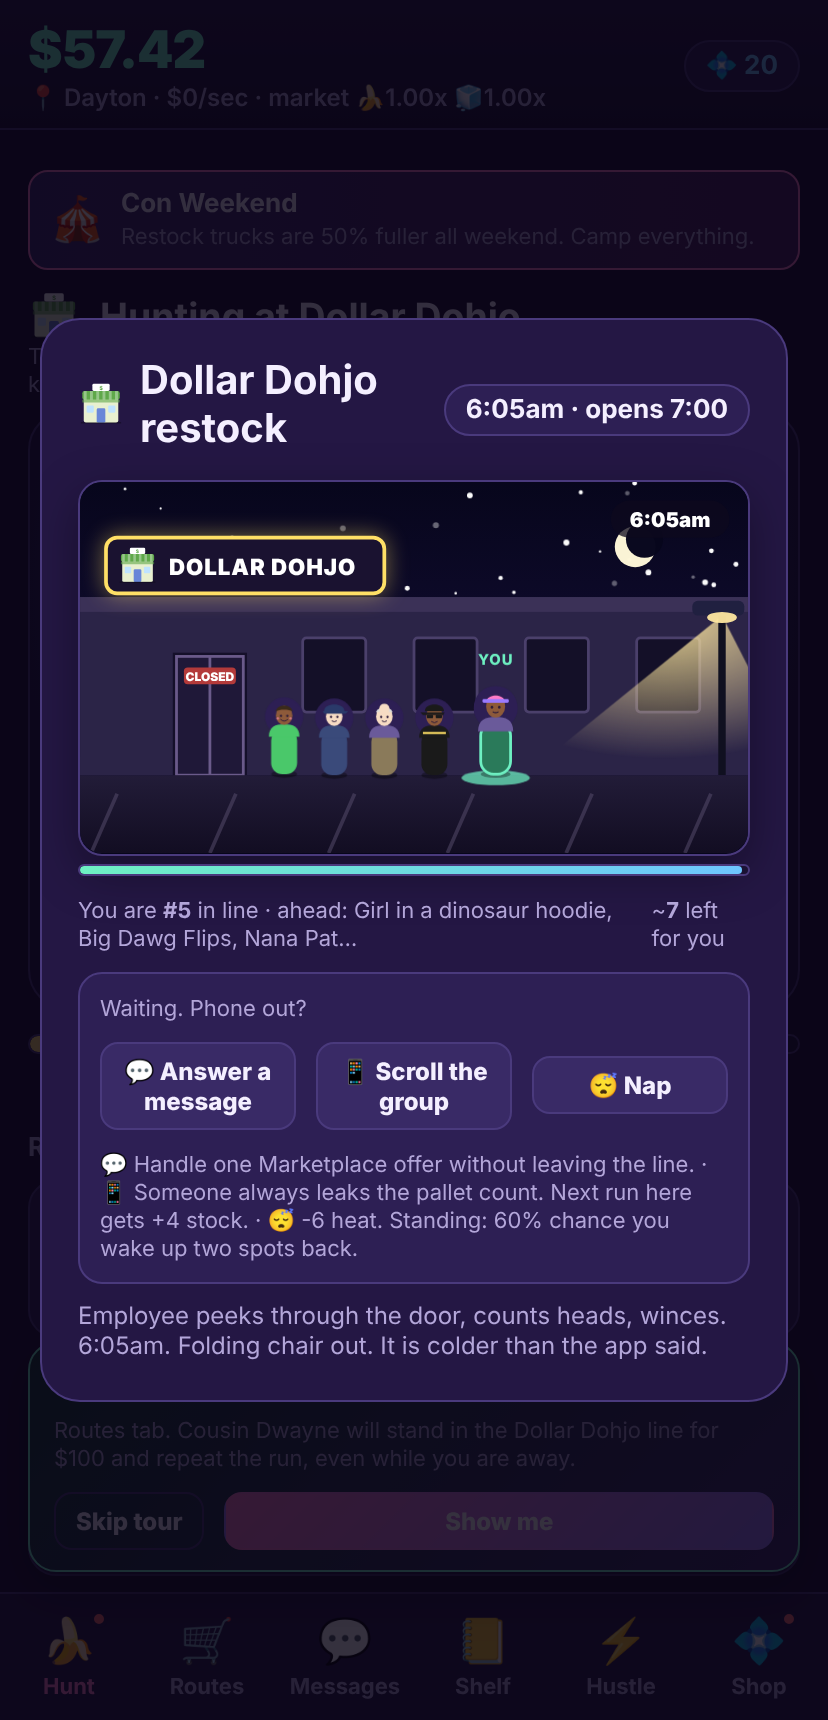 $57.42
📍 Dayton · $0/sec · market 🍌1.00x 🧊1.00x
💠 20
Con Weekend
Restock trucks are 50% fuller all weekend. Camp everything.
Hunting at Dollar Dohjo
Dollar Dohjo
restock
6:05am · opens 7:00
6:05am
DOLLAR DOHJO
YOU
CLOSED
You are #5 in line · ahead: Girl in a dinosaur hoodie,
Big Dawg Flips, Nana Pat...
~7 left
for you
Waiting. Phone out?
💬 Answer a
message
📱 Scroll the
group
😴 Nap
💬 Handle one Marketplace offer without leaving the line. ·
📱 Someone always leaks the pallet count. Next run here
gets +4 stock. · 😴 -6 heat. Standing: 60% chance you
wake up two spots back.
Employee peeks through the door, counts heads, winces.
6:05am. Folding chair out. It is colder than the app said.
Routes tab. Cousin Dwayne will stand in the Dollar Dohjo line for
$100 and repeat the run, even while you are away.
Skip tour
Show me
Hunt
Routes
Messages
Shelf
Hustle
Shop